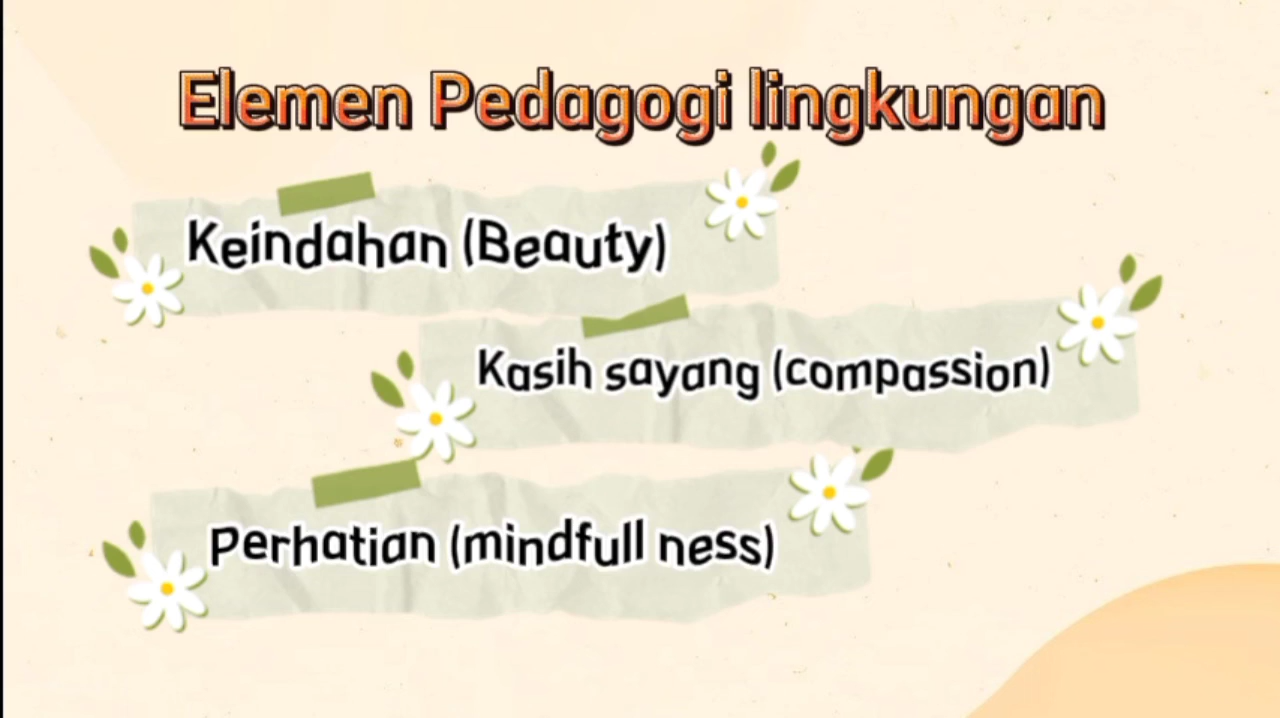 Elemen Pedagogi lingkungan
Keindahan (Beauty)
Kasih sayang (compassion)
Perhatian (mindfull ness)